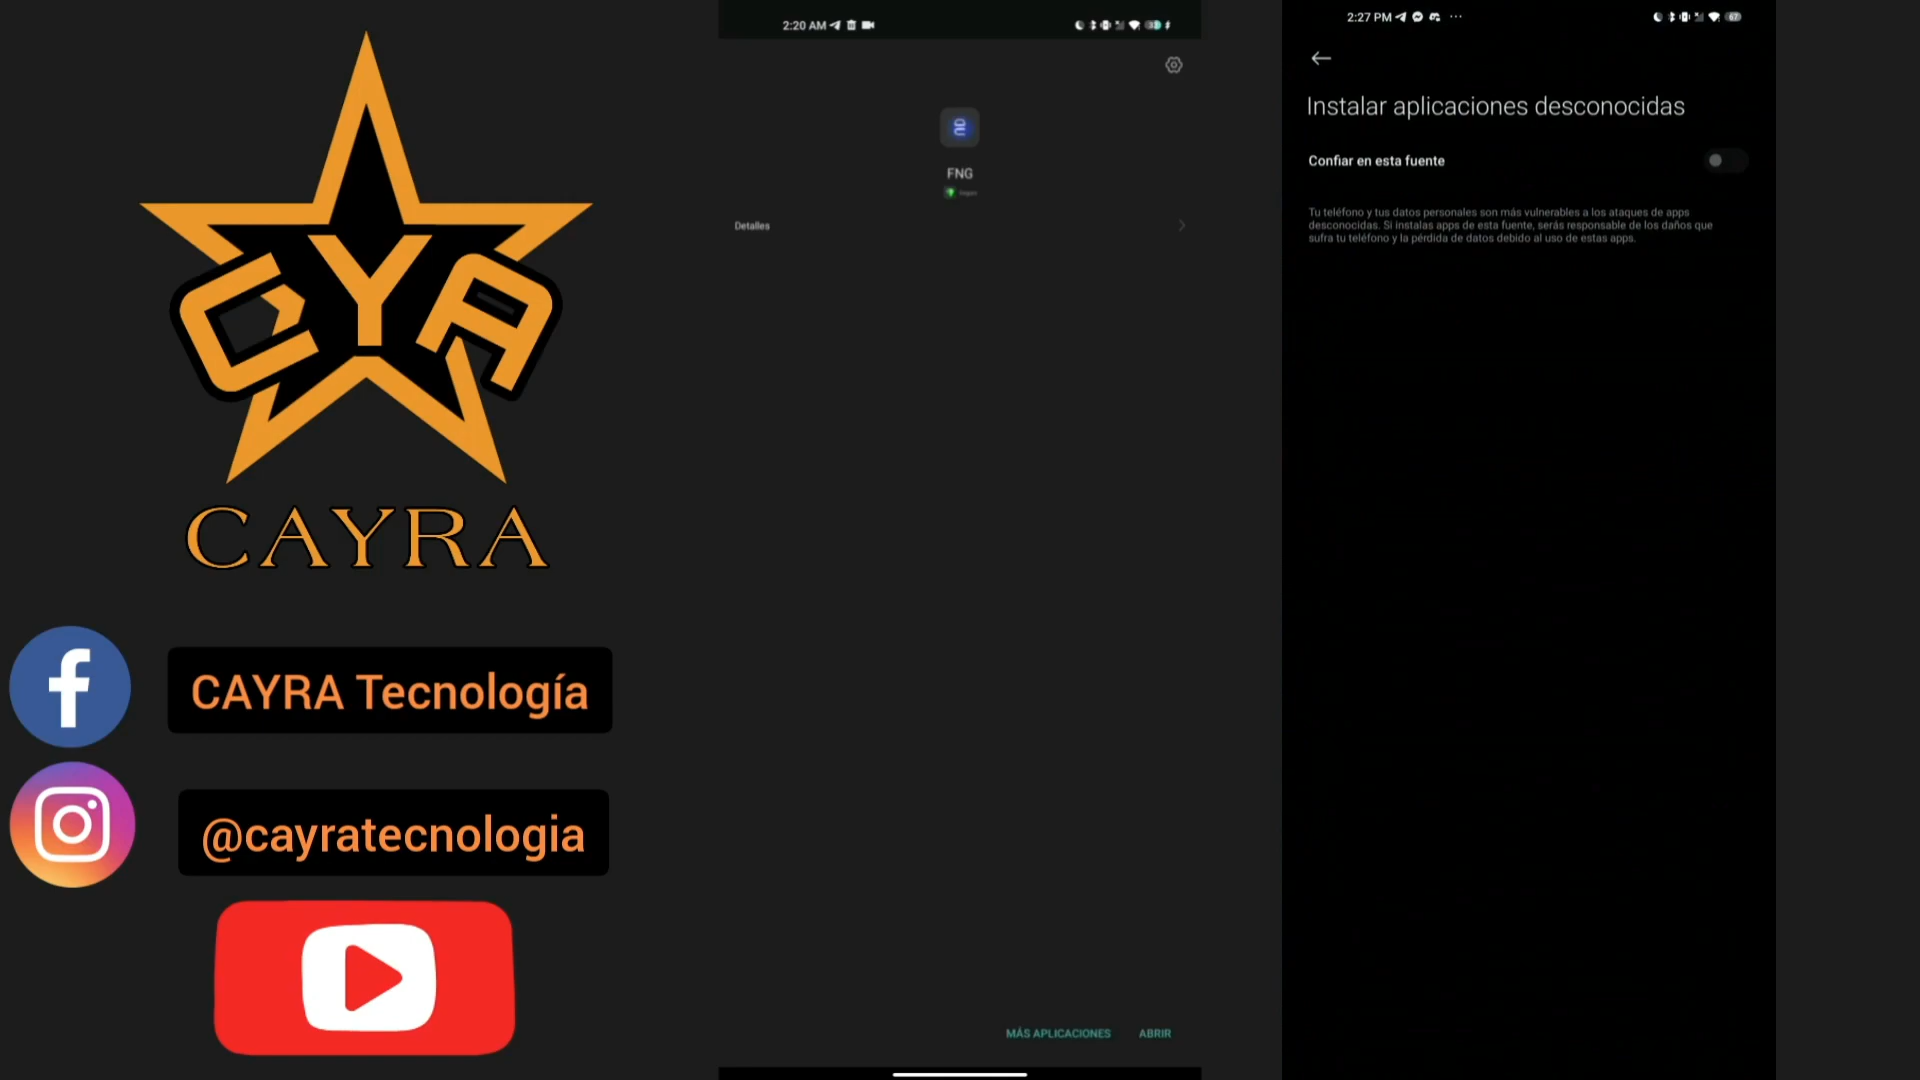 CYA
CAYRA
CAYRA Tecnología
@cayratecnologia
2:20 AM
FNG
Seguro
Detalles
MÁS APLICACIONES
ABRIR
2:27 PM
67
Instalar aplicaciones desconocidas
Confiar en esta fuente
Tu teléfono y tus datos personales son más vulnerables a los ataques de apps
desconocidas. Si instalas apps de esta fuente, serás responsable de los daños que
sufra tu teléfono y la pérdida de datos debido al uso de estas apps.